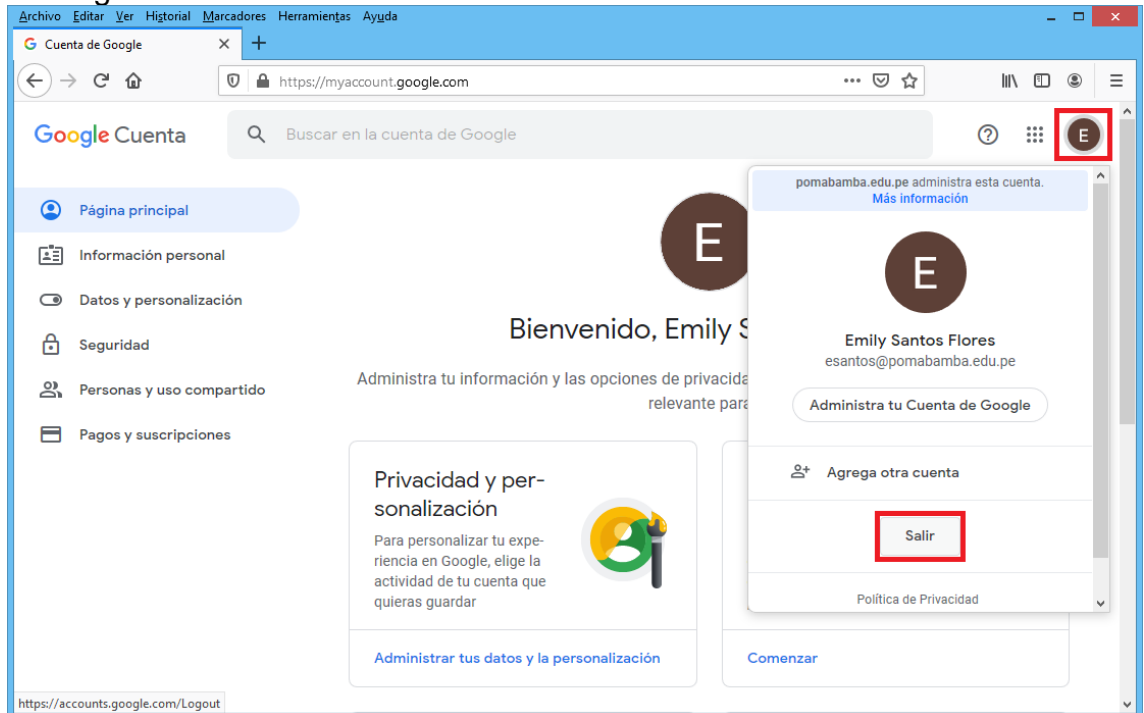 Archivo Editar Ver Historial Marcadores Herramientas Ayuda
G Cuenta de Google
https://myaccount.google.com
Google Cuenta
Buscar en la cuenta de Google
E
pomabamba.edu.pe administra esta cuenta.
Más información
Página principal
Información personal
Datos y personalización
Seguridad
Personas y uso compartido
Pagos y suscripciones
E
Bienvenido, Emily S
Administra tu información y las opciones de privacida
relevante para
E
Emily Santos Flores
esantos@pomabamba.edu.pe
Administra tu Cuenta de Google
Agrega otra cuenta
Salir
Política de Privacidad
Privacidad y per-
sonalización
Para personalizar tu expe-
riencia en Google, elige la
actividad de tu cuenta que
quieras guardar
Administrar tus datos y la personalización
Comenzar
https://accounts.google.com/Logout